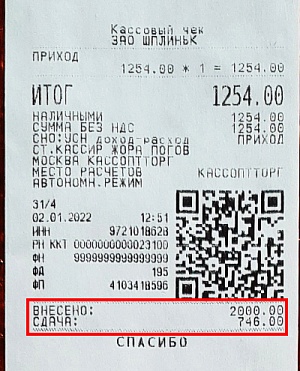 Кассовый чек
ЗАО ШПЛИНЬК
ПРИХОД
1254.00 * 1 = 1254.00
ИТОГ 1254.00
НАЛИЧНЫМИ 1254.00
СУММА БЕЗ НДС 1254.00
СНО:УСН доход-расход ПРИХОД
СТ.КАССИР ЖОРА ПОГОВ
МОСКВА КАССОПТТОРГ
МЕСТО РАСЧЕТОВ КАССОПТТОРГ
АВТОНОМН.РЕЖИМ
31/4
02.01.2022 12:51
ИНН 9721018628
РН ККТ 0000000000023100
ФН 9999999999999999
ФД 195
ФП 4103418596
ВНЕСЕНО: 2000.00
СДАЧА: 746.00
СПАСИБО